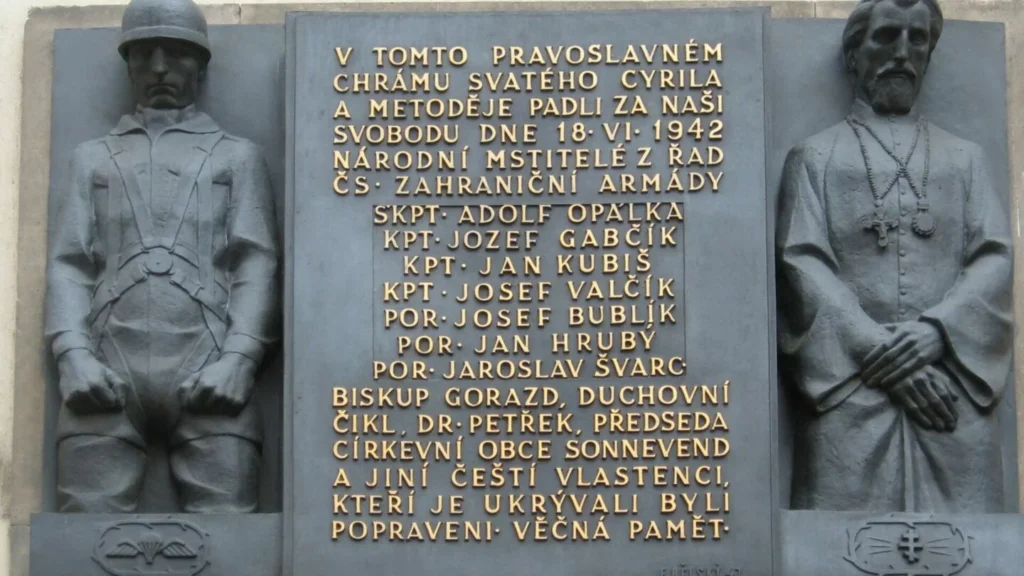 V TOMTO PRAVOSLAVNÉM
CHRÁMU SVATÉHO CYRILA
A METODĚJE PADLI ZA NAŠI
SVOBODU DNE 18·VI·1942
NÁRODNÍ MSTITELÉ Z ŘAD
ČS· ZAHRANIČNÍ ARMÁDY
ŠKPT· ADOLF OPÁLKA
KPT· JOZEF GABČÍK
KPT· JAN KUBIŠ
KPT· JOSEF VALČÍK
POR· JOSEF BUBLÍK
POR· JAN HRUBÝ
POR· JAROSLAV ŠVARC·
BISKUP GORAZD, DUCHOVNÍ
ČIKL, DR·PETŘEK, PŘEDSEDA
CÍRKEVNÍ OBCE SONNEVEND
A JINÍ ČEŠTÍ VLASTENCI,
KTEŘÍ JE UKRÝVALI BYLI
POPRAVENI· VĚČNÁ PAMĚT·